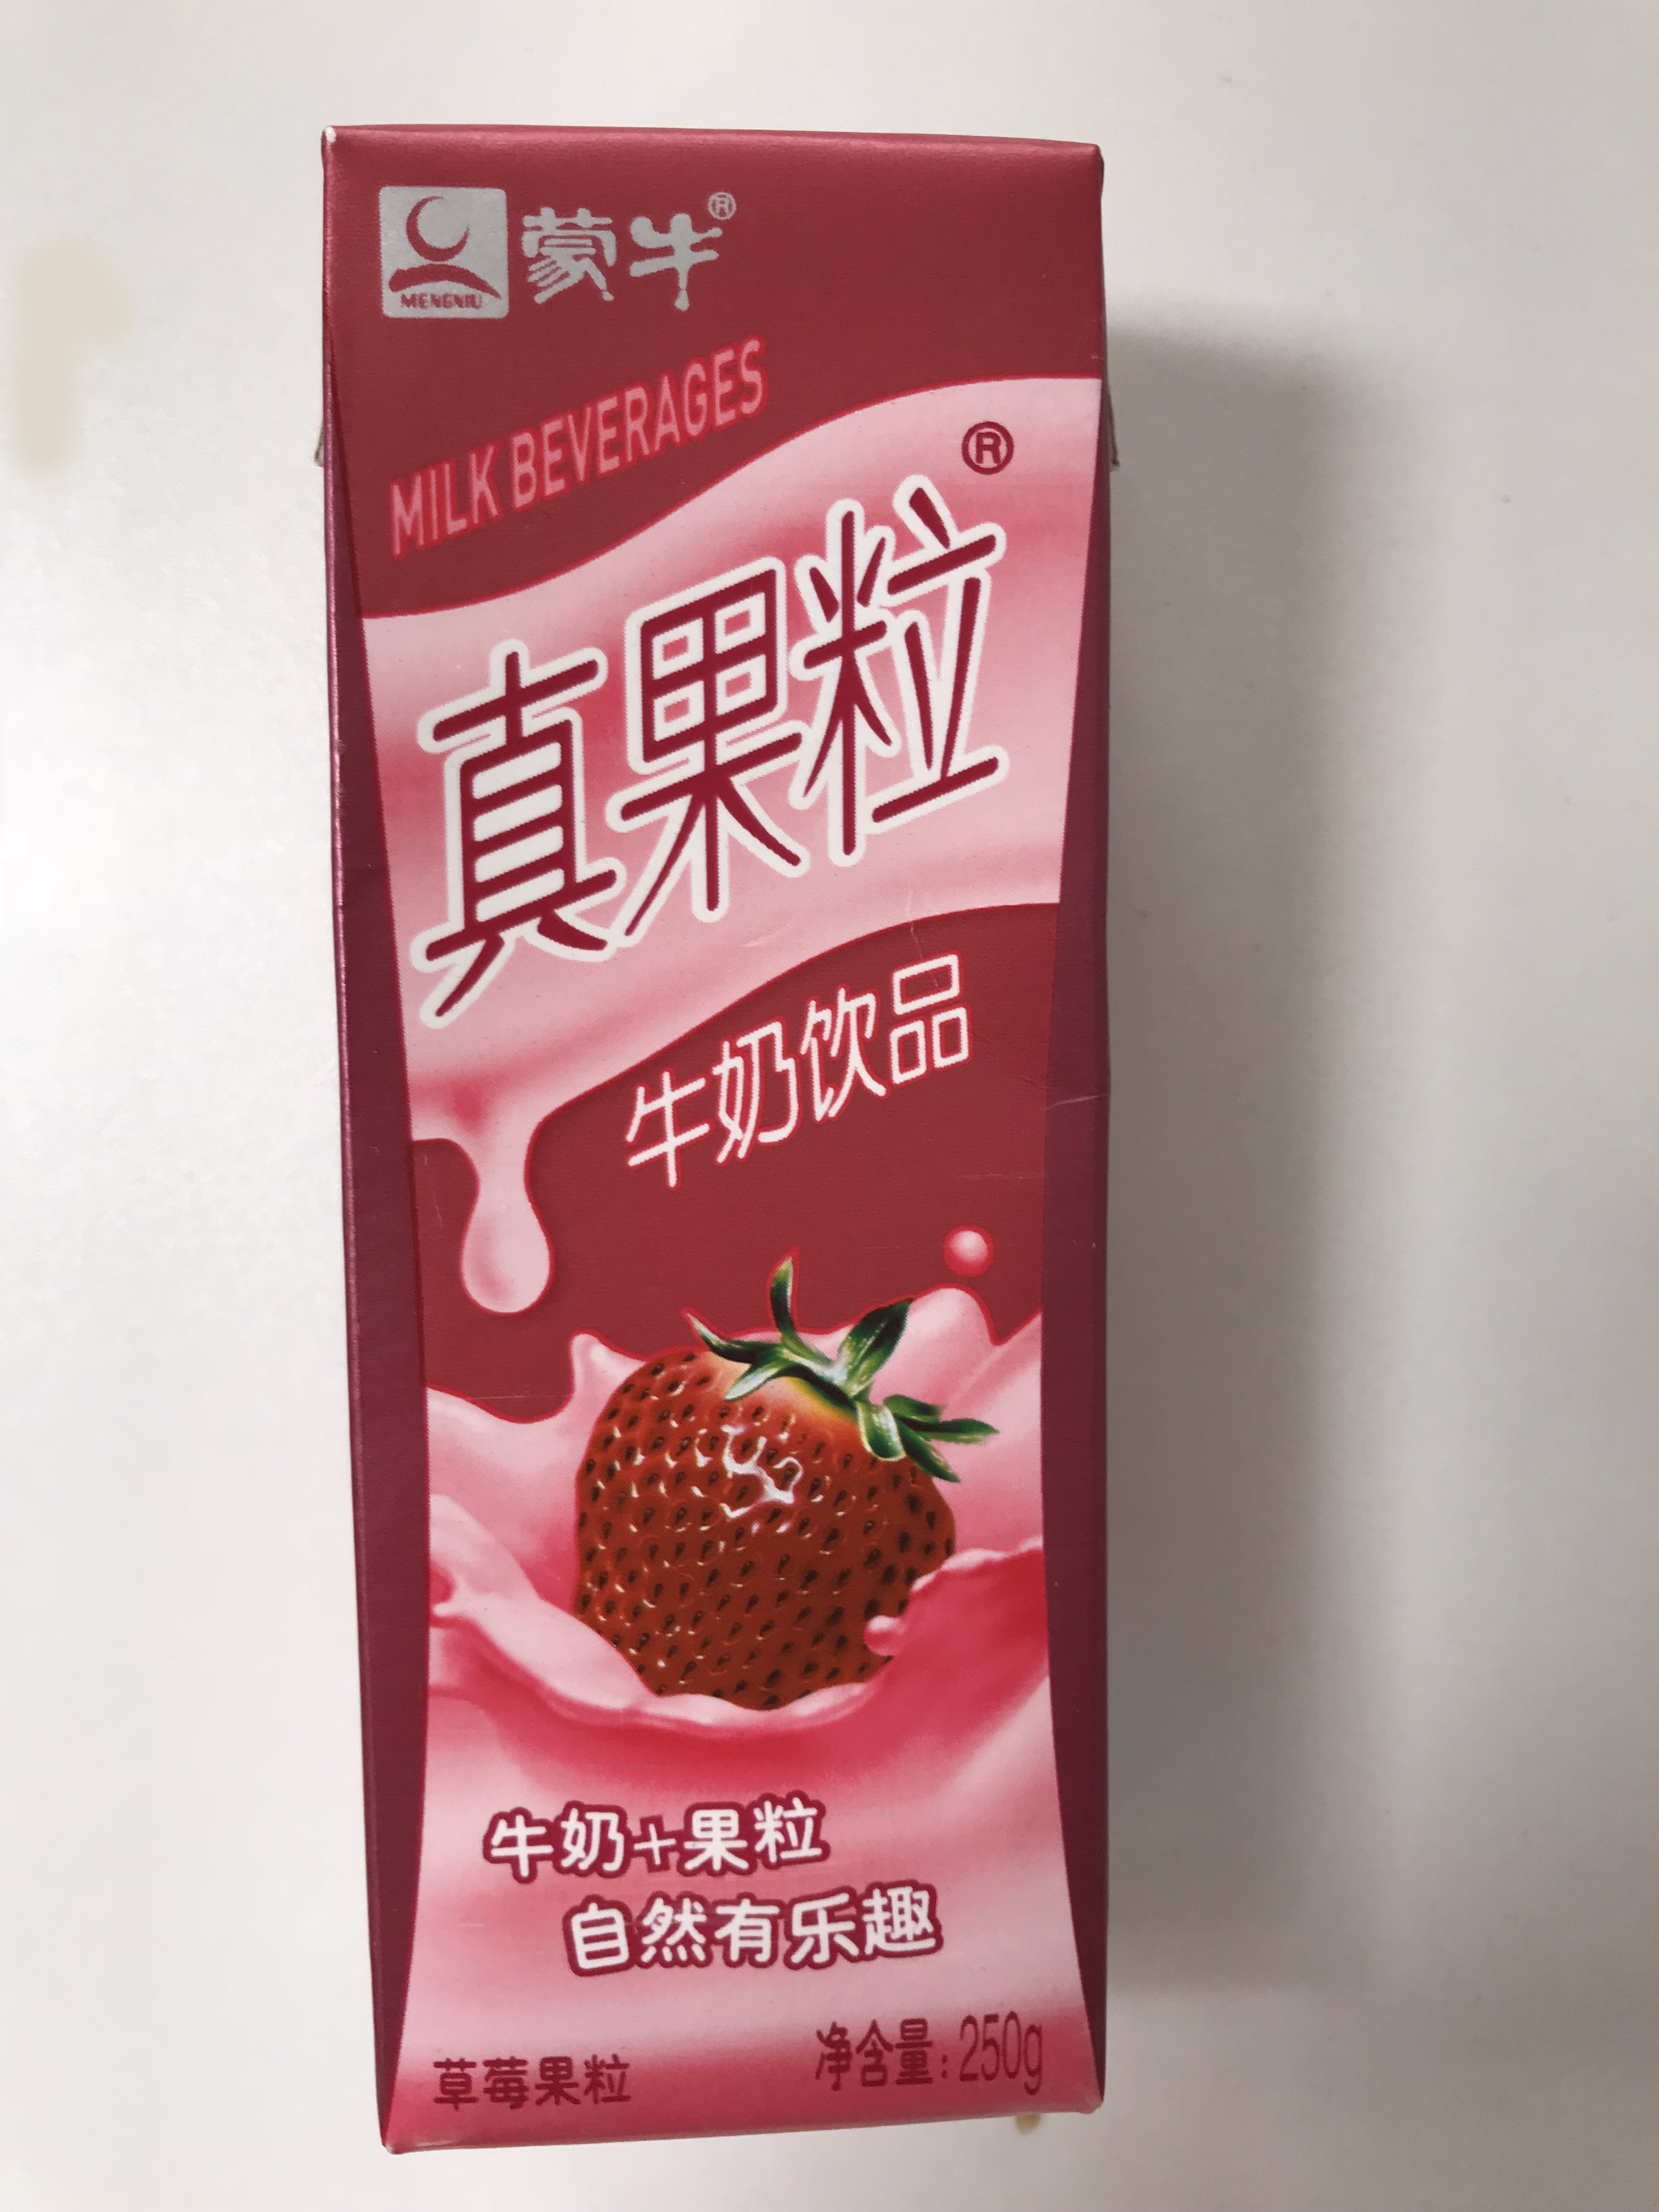 MENGNIU
蒙牛®
MILK BEVERAGES
真果粒®
牛奶饮品
牛奶+果粒
自然有乐趣
草莓果粒
净含量:250g